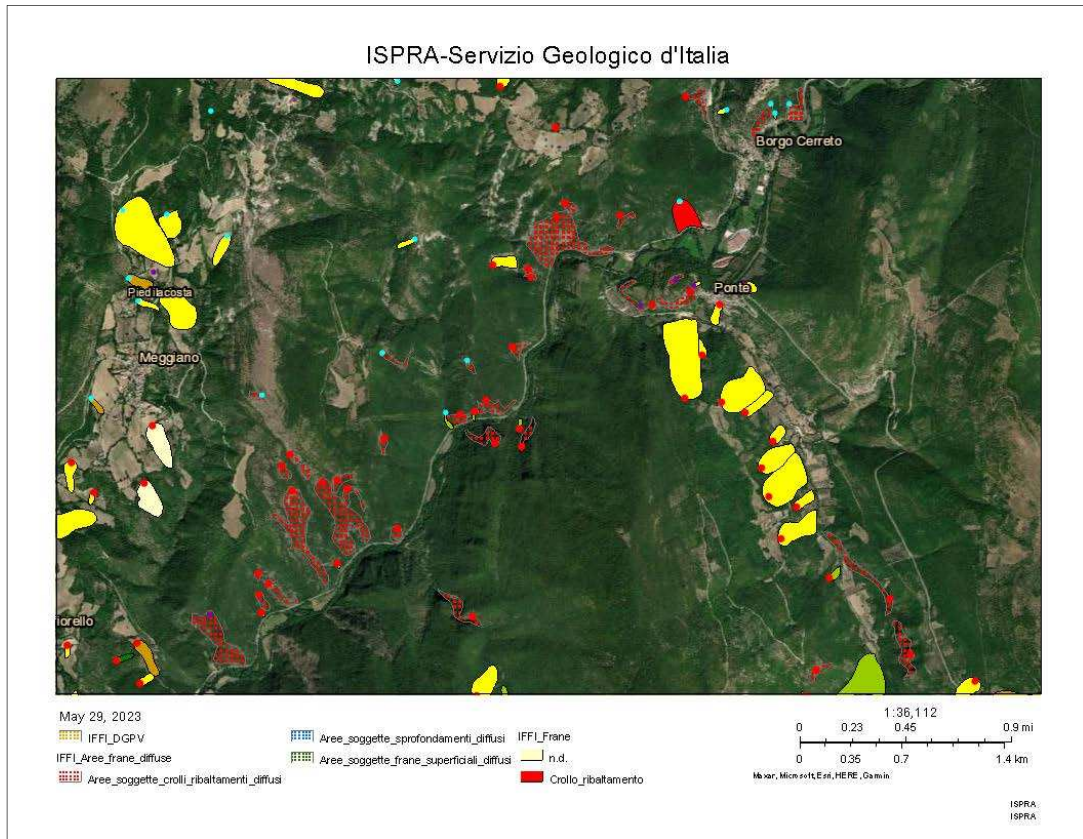 ISPRA-Servizio Geologico d'Italia
Borgo Cerreto
Piedilacosta
Ponte
Meggiano
fiorello
May 29, 2023
IFFI_DGPV
IFFI_Aree_frane_diffuse
Aree_soggette_crolli_ribaltamenti_diffusi
Aree_soggette_sprofondamenti_diffusi
Aree_soggette_frane_superficiali_diffusi
IFFI_Frane
n.d.
Crollo_ribaltamento
1:36,112
0 0.23 0.45 0.9 mi
0 0.35 0.7 1.4 km
Maxar, Microsoft, Esri, HERE, Garmin
ISPRA
ISPRA